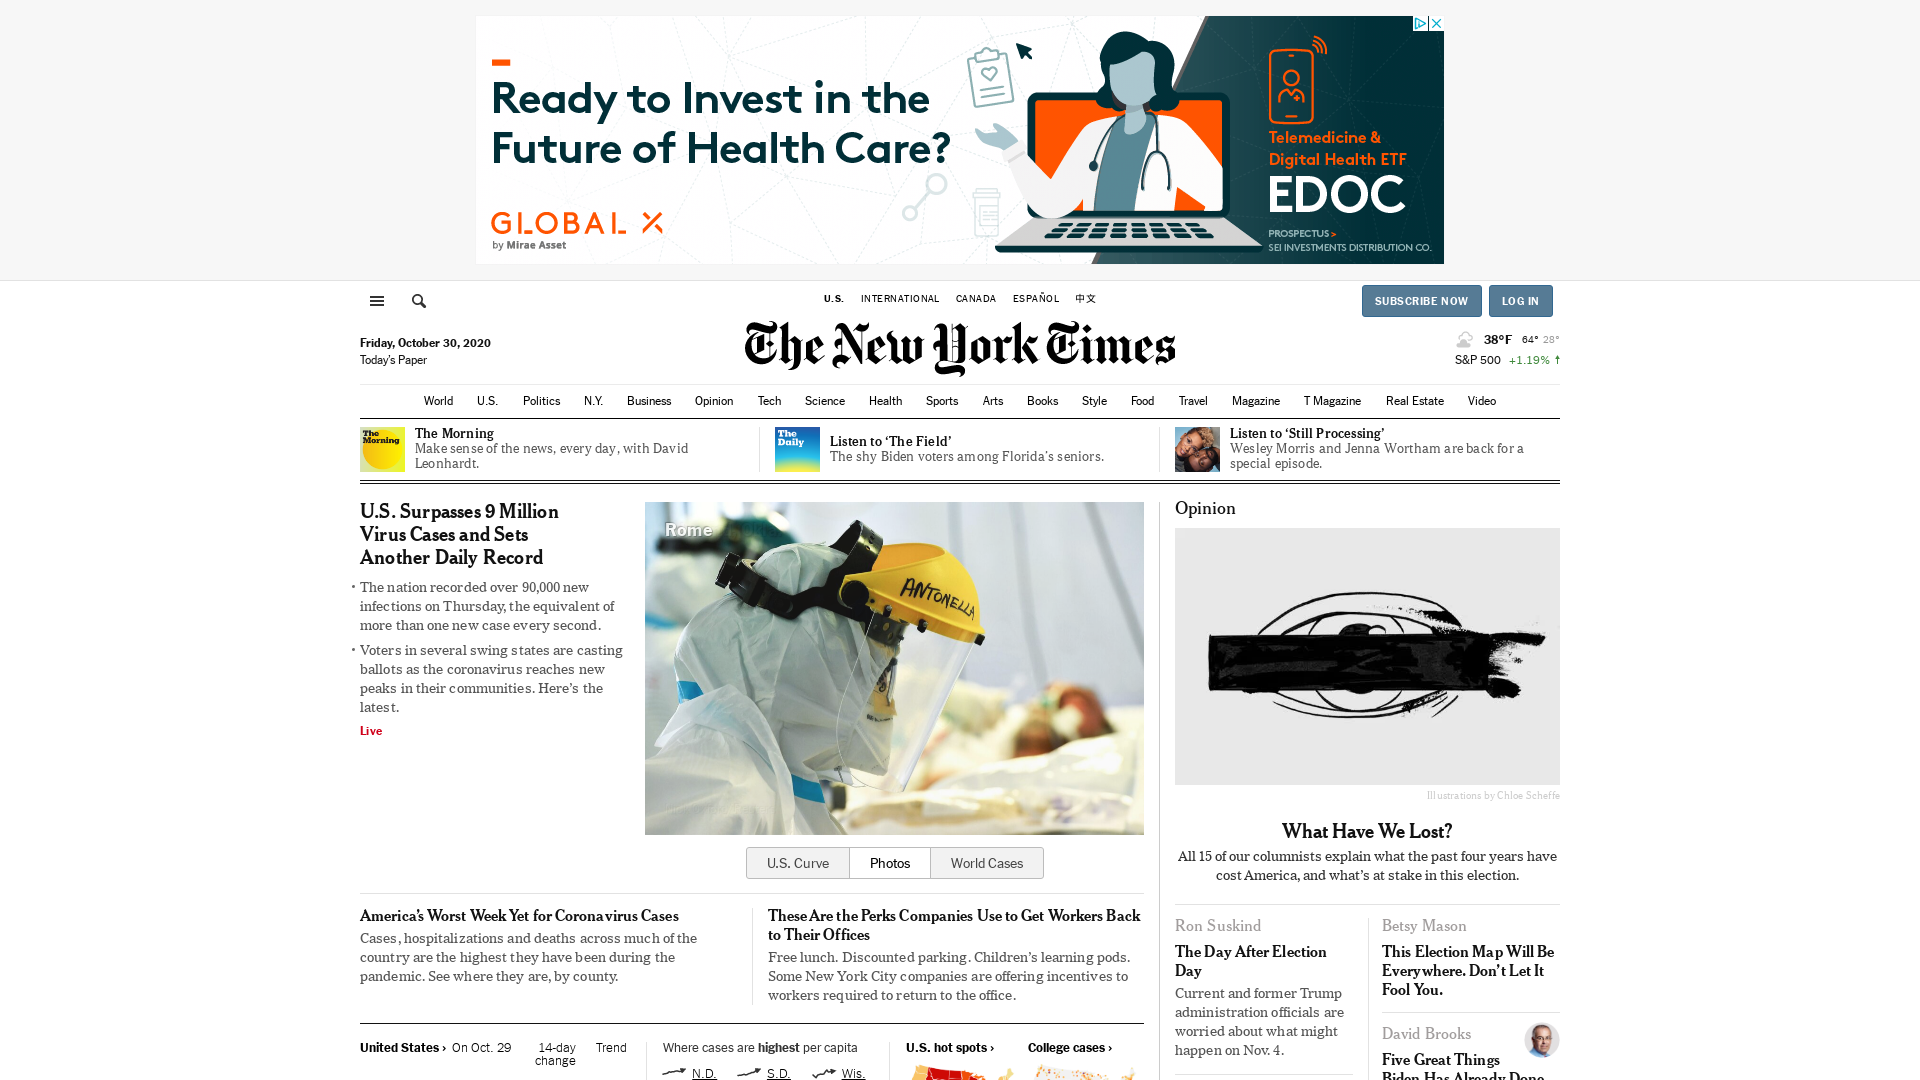 Ready to Invest in the
Future of Health Care?
GLOBAL X
by Mirae Asset
Telemedicine &
Digital Health ETF
EDOC
PROSPECTUS >
SEI INVESTMENTS DISTRIBUTION CO.
U.S. INTERNATIONAL CANADA ESPAÑOL 中文
SUBSCRIBE NOW LOG IN
Friday, October 30, 2020
Today's Paper
The New York Times
38°F 64° 28°
S&P 500 +1.19% ↑
World U.S. Politics N.Y. Business Opinion Tech Science Health Sports Arts Books Style Food Travel Magazine T Magazine Real Estate Video
The Morning
The Morning
Make sense of the news, every day, with David
Leonhardt.
The Daily
Listen to ‘The Field’
The shy Biden voters among Florida’s seniors.
Listen to ‘Still Processing’
Wesley Morris and Jenna Wortham are back for a
special episode.
U.S. Surpasses 9 Million
Virus Cases and Sets
Another Daily Record
• The nation recorded over 90,000 new
infections on Thursday, the equivalent of
more than one new case every second.
• Voters in several swing states are casting
ballots as the coronavirus reaches new
peaks in their communities. Here’s the
latest.
Live
Rome
ANTONELLA
U.S. Curve Photos World Cases
America’s Worst Week Yet for Coronavirus Cases
Cases, hospitalizations and deaths across much of the
country are the highest they have been during the
pandemic. See where they are, by county.
These Are the Perks Companies Use to Get Workers Back
to Their Offices
Free lunch. Discounted parking. Children’s learning pods.
Some New York City companies are offering incentives to
workers required to return to the office.
United States › On Oct. 29 14-day
change Trend
Where cases are highest per capita
N.D. S.D. Wis.
U.S. hot spots › College cases ›
Opinion
Illustrations by Chloe Scheffe
What Have We Lost?
All 15 of our columnists explain what the past four years have
cost America, and what’s at stake in this election.
Ron Suskind
The Day After Election
Day
Current and former Trump
administration officials are
worried about what might
happen on Nov. 4.
Betsy Mason
This Election Map Will Be
Everywhere. Don’t Let It
Fool You.
David Brooks
Five Great Things
Biden Has Already Done